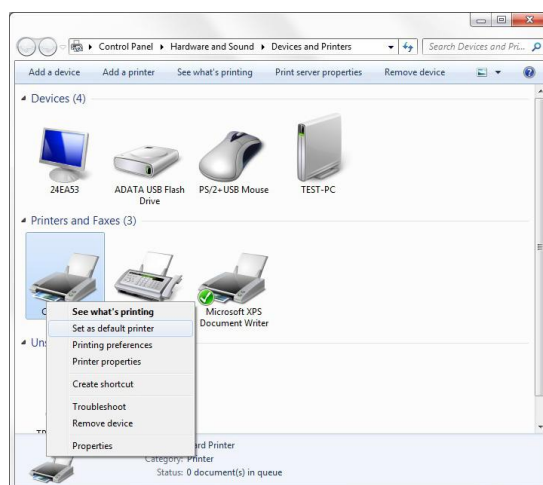 Control Panel ▸ Hardware and Sound ▸ Devices and Printers
Search Devices and Pri...
Add a device Add a printer See what's printing Print server properties Remove device
Devices (4)
24EA53 ADATA USB Flash Drive PS/2+USB Mouse TEST-PC
Printers and Faxes (3)
Microsoft XPS Document Writer
See what's printing
Set as default printer
Printing preferences
Printer properties
Create shortcut
Troubleshoot
Remove device
Properties
Printer
Category: Printer
Status: 0 document(s) in queue